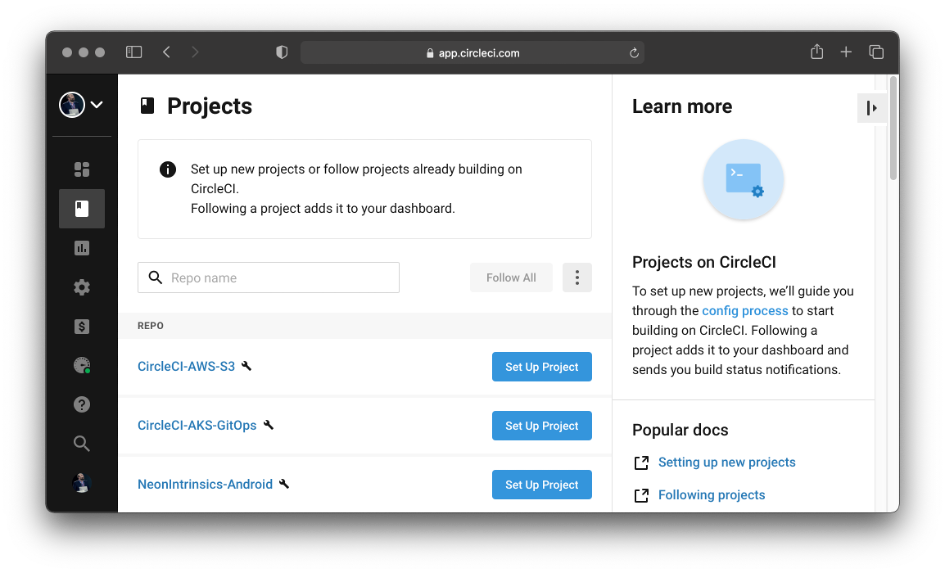 app.circleci.com
Projects
Set up new projects or follow projects already building on
CircleCI.
Following a project adds it to your dashboard.
Repo name
Follow All
REPO
CircleCI-AWS-S3
Set Up Project
CircleCI-AKS-GitOps
Set Up Project
NeonIntrinsics-Android
Set Up Project
Learn more
Projects on CircleCI
To set up new projects, we’ll guide you
through the config process to start
building on CircleCI. Following a
project adds it to your dashboard and
sends you build status notifications.
Popular docs
Setting up new projects
Following projects